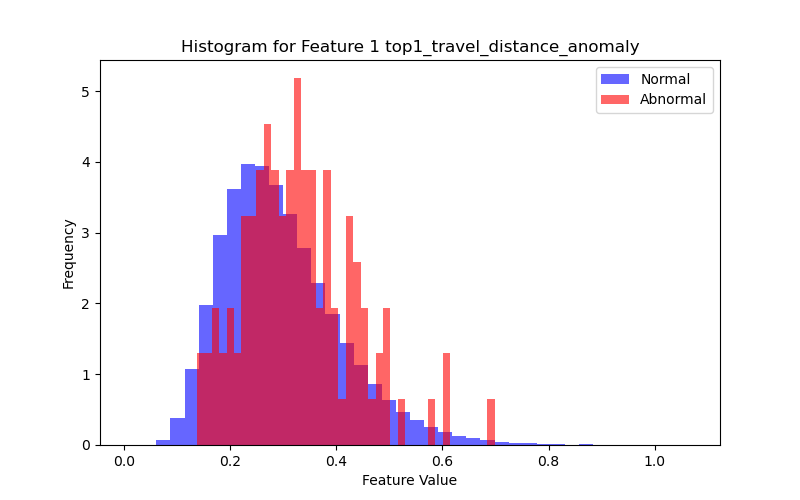 Histogram for Feature 1 top1_travel_distance_anomaly
Normal
Abnormal
Frequency
5
4
3
2
1
0
0.0 0.2 0.4 0.6 0.8 1.0
Feature Value